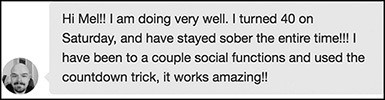 Hi Mel!! I am doing very well. I turned 40 on
Saturday, and have stayed sober the entire time!!! I
have been to a couple social functions and used the
countdown trick, it works amazing!!